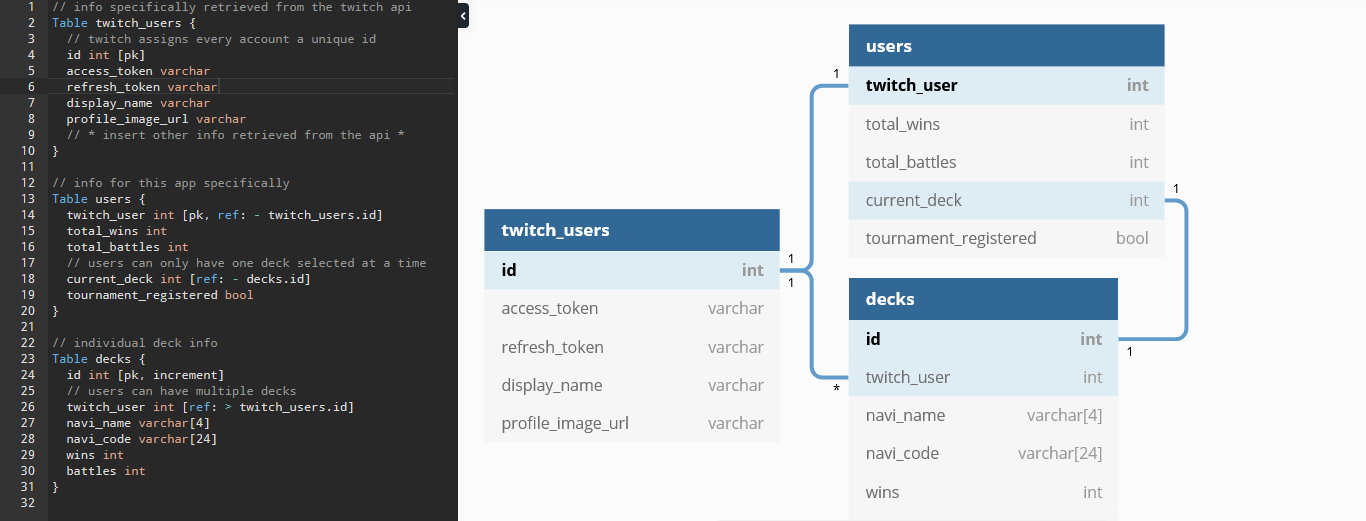 1 // info specifically retrieved from the twitch api
2 Table twitch_users {
3 // twitch assigns every account a unique id
4 id int [pk]
5 access_token varchar
6 refresh_token varchar
7 display_name varchar
8 profile_image_url varchar
9 // * insert other info retrieved from the api *
10 }
11
12 // info for this app specifically
13 Table users {
14 twitch_user int [pk, ref: - twitch_users.id]
15 total_wins int
16 total_battles int
17 // users can only have one deck selected at a time
18 current_deck int [ref: - decks.id]
19 tournament_registered bool
20 }
21
22 // individual deck info
23 Table decks {
24 id int [pk, increment]
25 // users can have multiple decks
26 twitch_user int [ref: > twitch_users.id]
27 navi_name varchar[4]
28 navi_code varchar[24]
29 wins int
30 battles int
31 }
32
twitch_users
id int
access_token varchar
refresh_token varchar
display_name varchar
profile_image_url varchar
1
1
1
*
users
twitch_user int
total_wins int
total_battles int
current_deck int
tournament_registered bool
1
1
decks
id int
twitch_user int
navi_name varchar[4]
navi_code varchar[24]
wins int